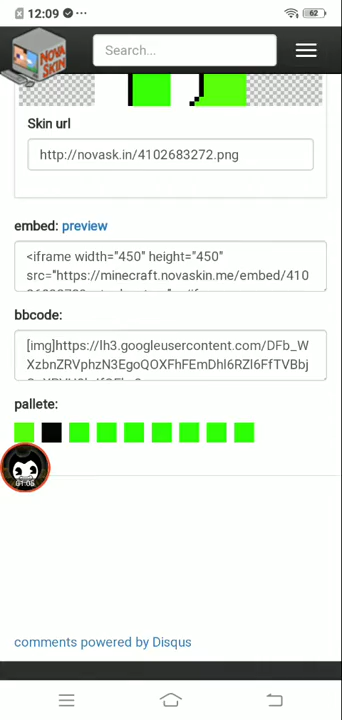 12:09
62
NOVA
SKIN
Search...
Skin url
http://novask.in/4102683272.png
embed: preview
<iframe width="450" height="450"
src="https://minecraft.novaskin.me/embed/410
bbcode:
[img]https://lh3.googleusercontent.com/DFb_W
XzbnZRVphzN3EgoQOXFhFEmDhl6RZl6FfTVBbj
pallete:
01:05
comments powered by Disqus